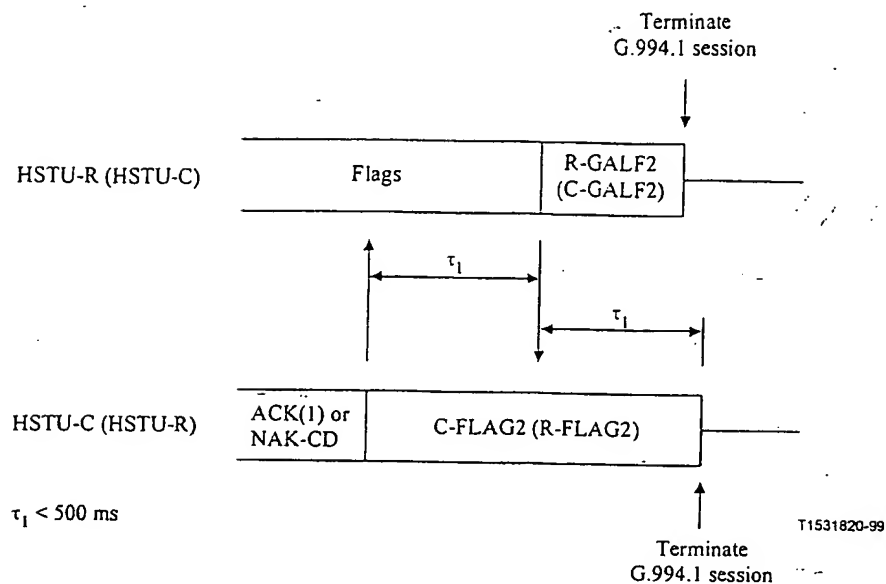 Terminate
G.994.1 session
HSTU-R (HSTU-C)
Flags
R-GALF2
(C-GALF2)
τ1
τ1
HSTU-C (HSTU-R)
ACK(1) or
NAK-CD
C-FLAG2 (R-FLAG2)
τ1 < 500 ms
T1531820-99
Terminate
G.994.1 session